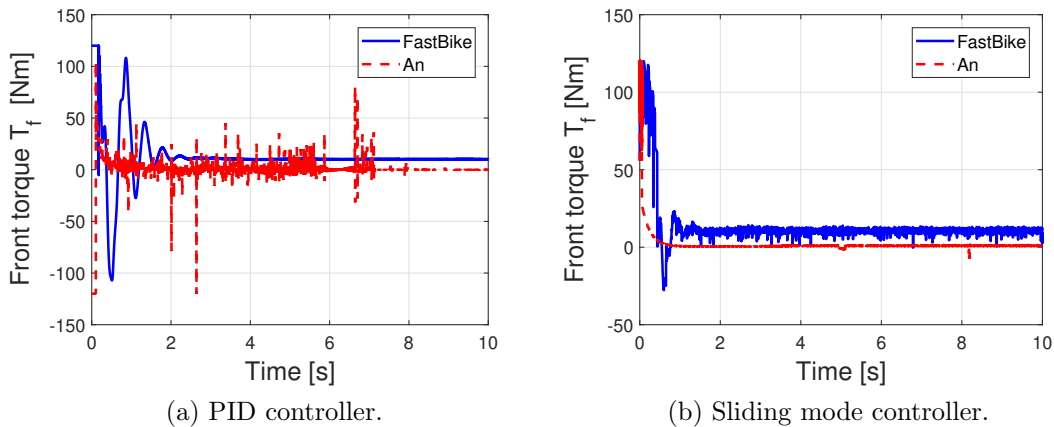 150
100
50
0
-50
-100
-150
0 2 4 6 8 10
Time [s]
Front torque T_f [Nm]
FastBike
An
(a) PID controller.
150
100
50
0
-50
0 2 4 6 8 10
Time [s]
Front torque T_f [Nm]
FastBike
An
(b) Sliding mode controller.